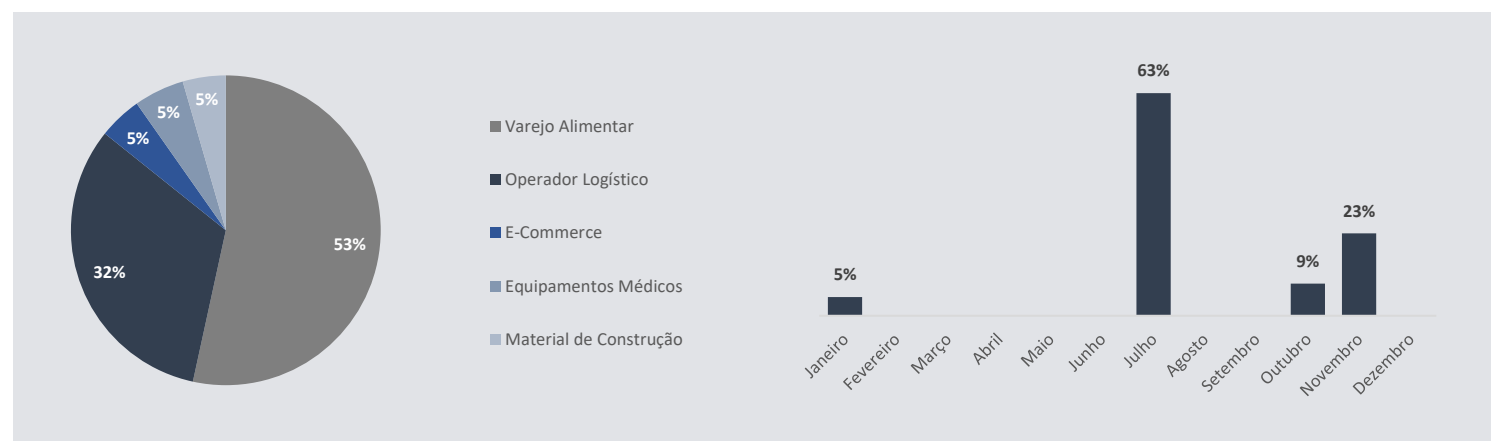 5%
5%
5%
53%
32%
Varejo Alimentar
Operador Logístico
E-Commerce
Equipamentos Médicos
Material de Construção
63%
23%
9%
5%
Janeiro
Fevereiro
Março
Abril
Maio
Junho
Julho
Agosto
Setembro
Outubro
Novembro
Dezembro